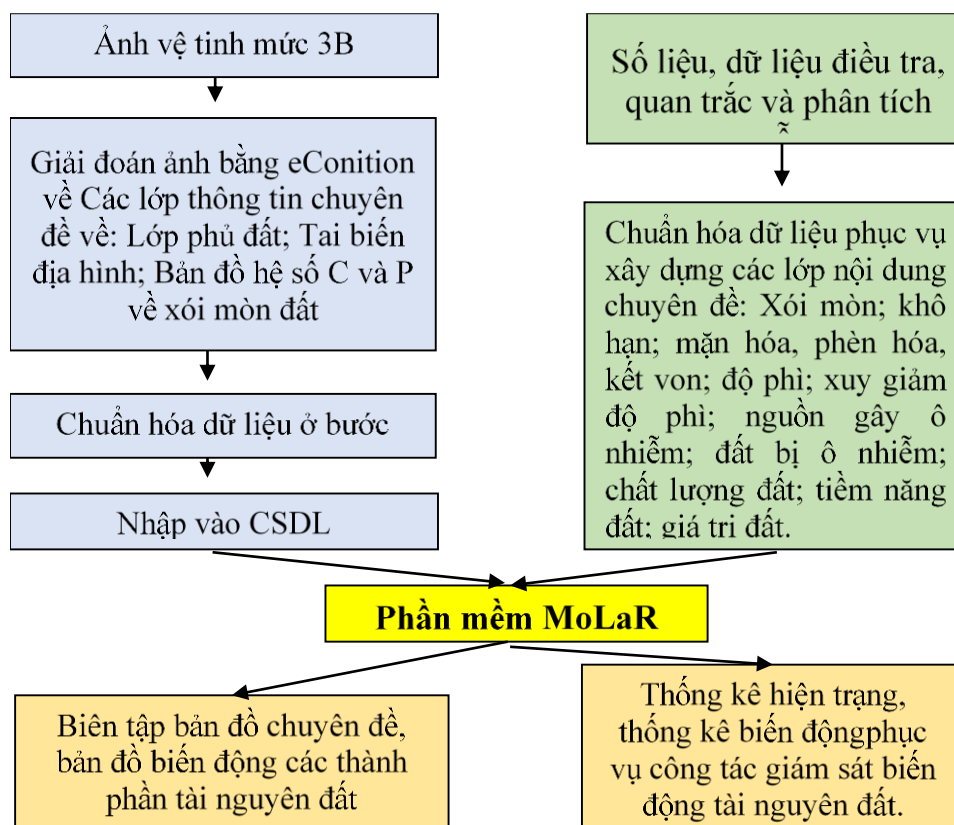 Ảnh vệ tinh mức 3B
Giải đoán ảnh bằng eConition
về Các lớp thông tin chuyên
đề về: Lớp phủ đất; Tai biến
địa hình; Bản đồ hệ số C và P
về xói mòn đất
Chuẩn hóa dữ liệu ở bước
Nhập vào CSDL
Số liệu, dữ liệu điều tra,
quan trắc và phân tích
Chuẩn hóa dữ liệu phục vụ
xây dựng các lớp nội dung
chuyên đề: Xói mòn; khô
hạn; mặn hóa, phèn hóa,
kết von; độ phì; xuy giảm
độ phì; nguồn gây ô
nhiễm; đất bị ô nhiễm;
chất lượng đất; tiềm năng
đất; giá trị đất.
Phần mềm MoLaR
Biên tập bản đồ chuyên đề,
bản đồ biến động các thành
phần tài nguyên đất
Thống kê hiện trạng,
thống kê biến độngphục
vụ công tác giám sát biến
động tài nguyên đất.